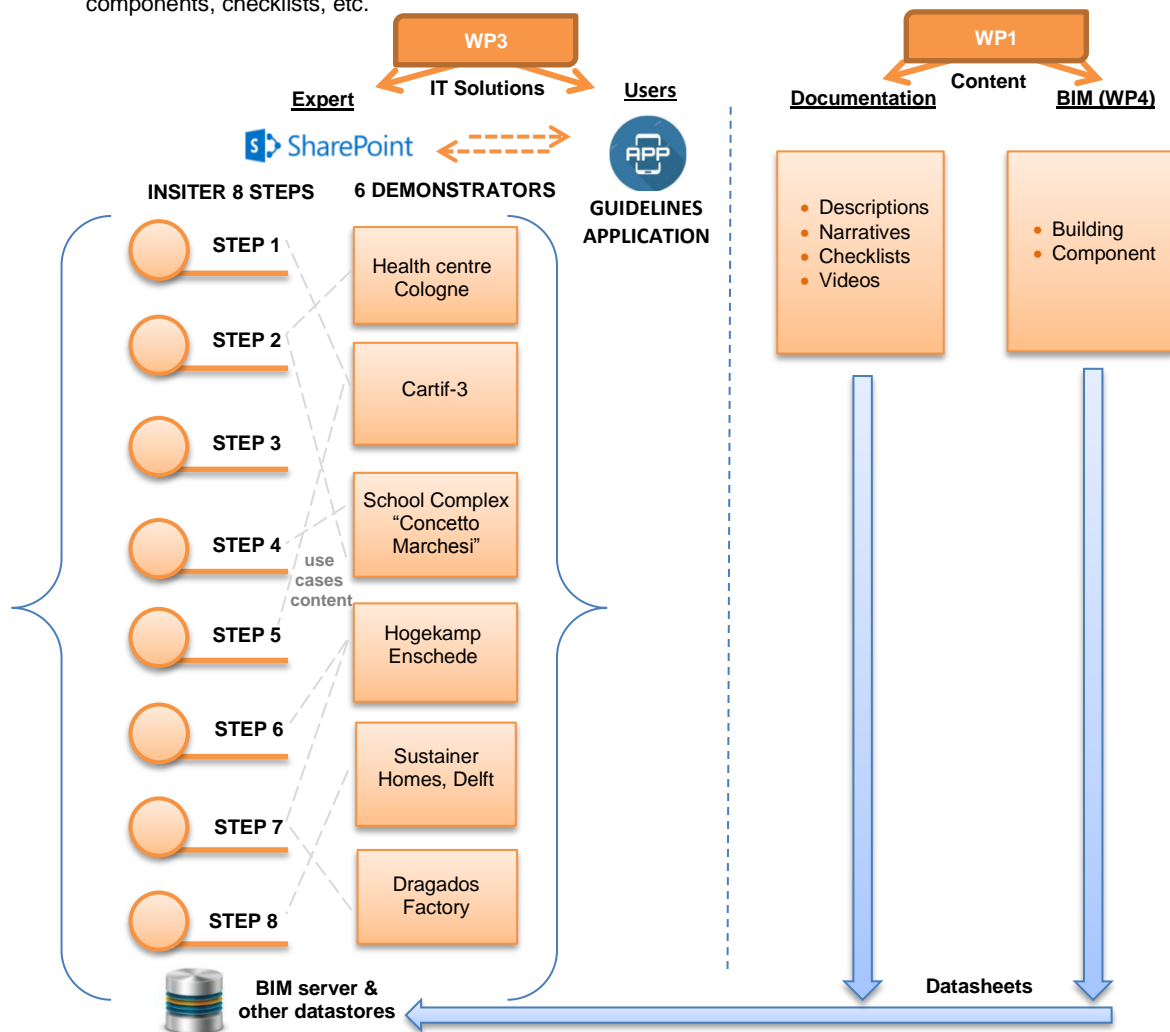 components, checklists, etc.
WP3
WP1
IT Solutions
Content
Expert
Users
Documentation
BIM (WP4)
S SharePoint
APP
INSITER 8 STEPS
6 DEMONSTRATORS
GUIDELINES
APPLICATION
STEP 1
STEP 2
STEP 3
STEP 4
STEP 5
STEP 6
STEP 7
STEP 8
use
cases
content
Health centre
Cologne
Cartif-3
School Complex
“Concetto
Marchesi”
Hogekamp
Enschede
Sustainer
Homes, Delft
Dragados
Factory
• Descriptions
• Narratives
• Checklists
• Videos
• Building
• Component
BIM server &
other datastores
Datasheets